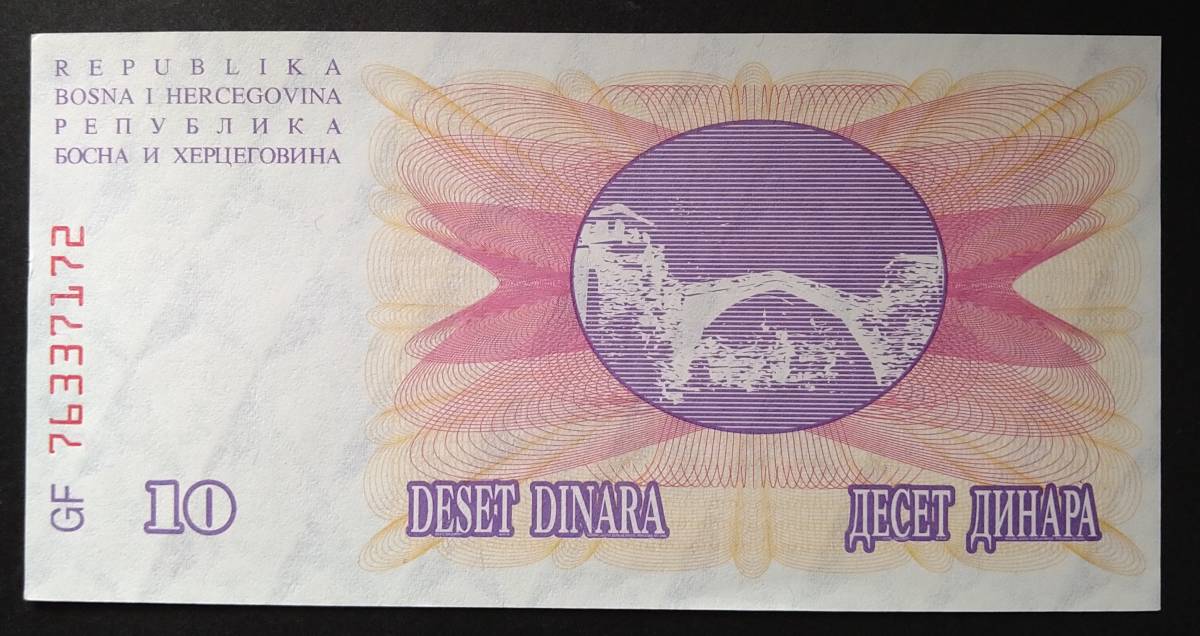 REPUBLIKA
BOSNA I HERCEGOVINA
РЕПУБЛИКА
БОСНА И ХЕРЦЕГОВИНА
GF 76337172
10
DESET DINARA
ДЕСЕТ ДИНАРА